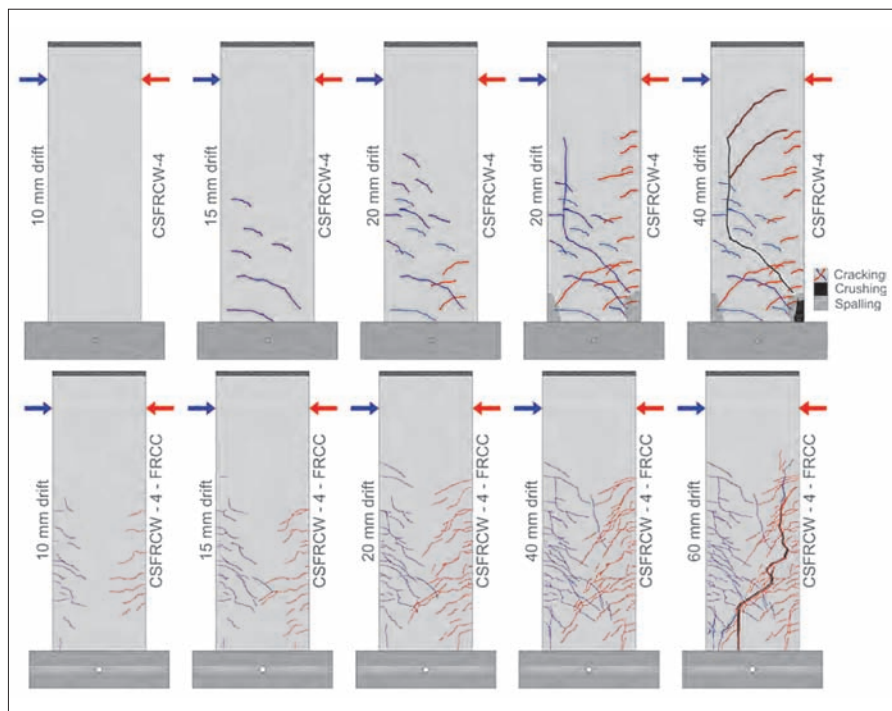 10 mm drift
CSFRCW-4
15 mm drift
CSFRCW-4
20 mm drift
CSFRCW-4
20 mm drift
CSFRCW-4
40 mm drift
CSFRCW-4
Cracking
Crushing
Spalling
10 mm drift
CSFRCW - 4 - FRCC
15 mm drift
CSFRCW - 4 - FRCC
20 mm drift
CSFRCW - 4 - FRCC
40 mm drift
CSFRCW - 4 - FRCC
60 mm drift
CSFRCW - 4 - FRCC